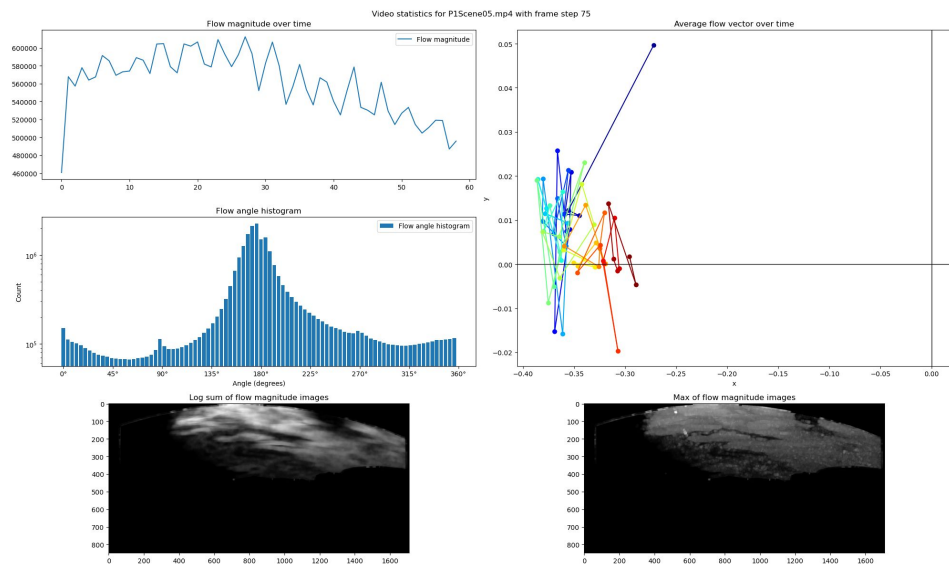 Video statistics for P1Scene05.mp4 with frame step 75
Flow magnitude over time
Flow magnitude
600000
580000
560000
540000
520000
500000
480000
460000
0 10 20 30 40 50 60
Average flow vector over time
0.05
0.04
0.03
0.02
0.01
0.00
−0.01
−0.02
y
−0.40 −0.35 −0.30 −0.25 −0.20 −0.15 −0.10 −0.05 0.00
x
Flow angle histogram
Flow angle histogram
Count
10⁶
10⁵
0° 45° 90° 135° 180° 225° 270° 315° 360°
Angle (degrees)
Log sum of flow magnitude images
0
100
200
300
400
500
600
700
800
0 200 400 600 800 1000 1200 1400 1600
Max of flow magnitude images
0
100
200
300
400
500
600
700
800
0 200 400 600 800 1000 1200 1400 1600